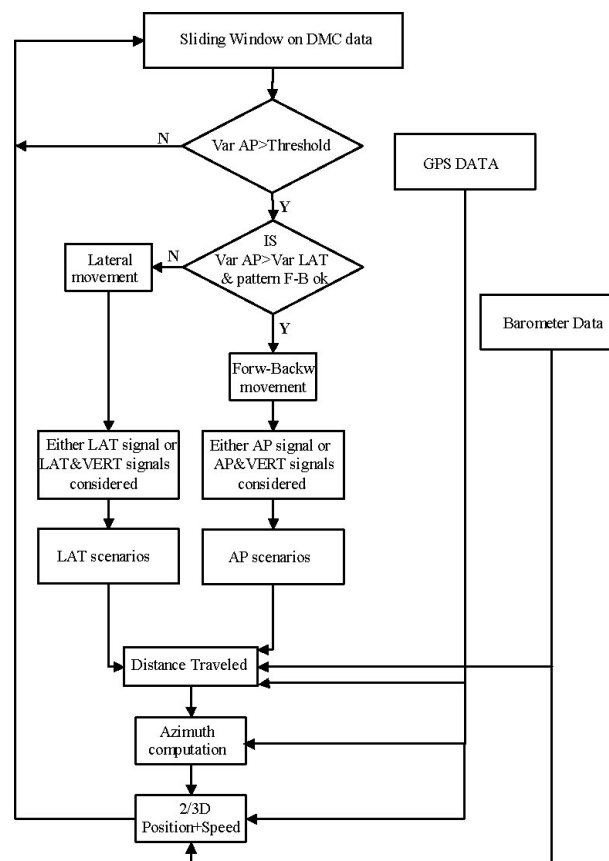 Sliding Window on DMC data
N
Var AP>Threshold
GPS DATA
Y
IS
Var AP>Var LAT
& pattern F-B ok
N
Lateral
movement
Barometer Data
Y
Forw-Backw
movement
Either LAT signal or
LAT&VERT signals
considered
Either AP signal or
AP&VERT signals
considered
LAT scenarios
AP scenarios
Distance Traveled
Azimuth
computation
2/3D
Position+Speed